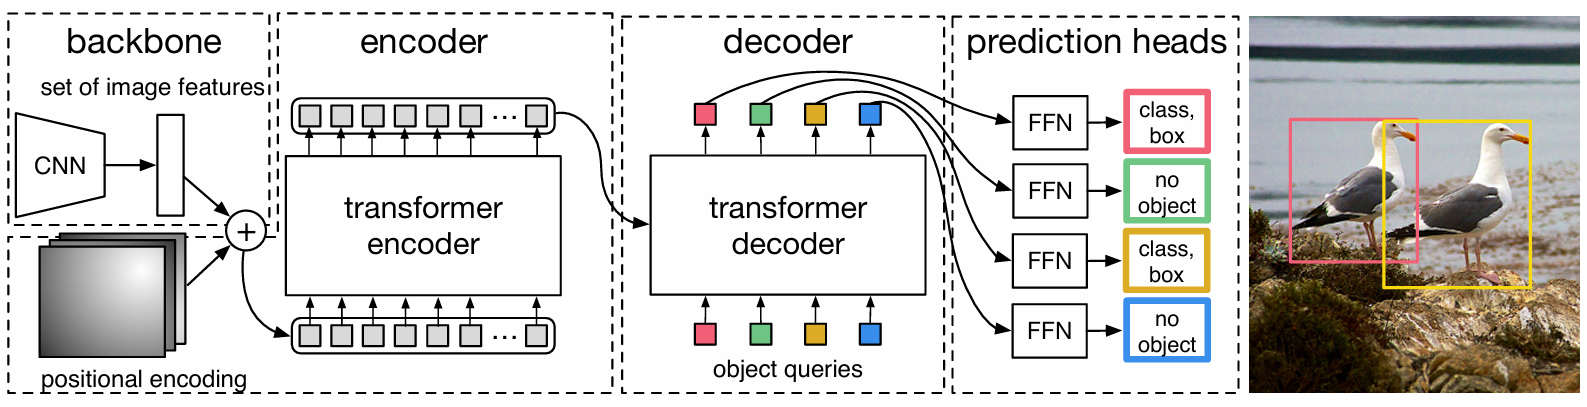 backbone
set of image features
CNN
+
positional encoding
encoder
...
transformer
encoder
...
decoder
transformer
decoder
object queries
prediction heads
FFN
class,
box
FFN
no
object
FFN
class,
box
FFN
no
object